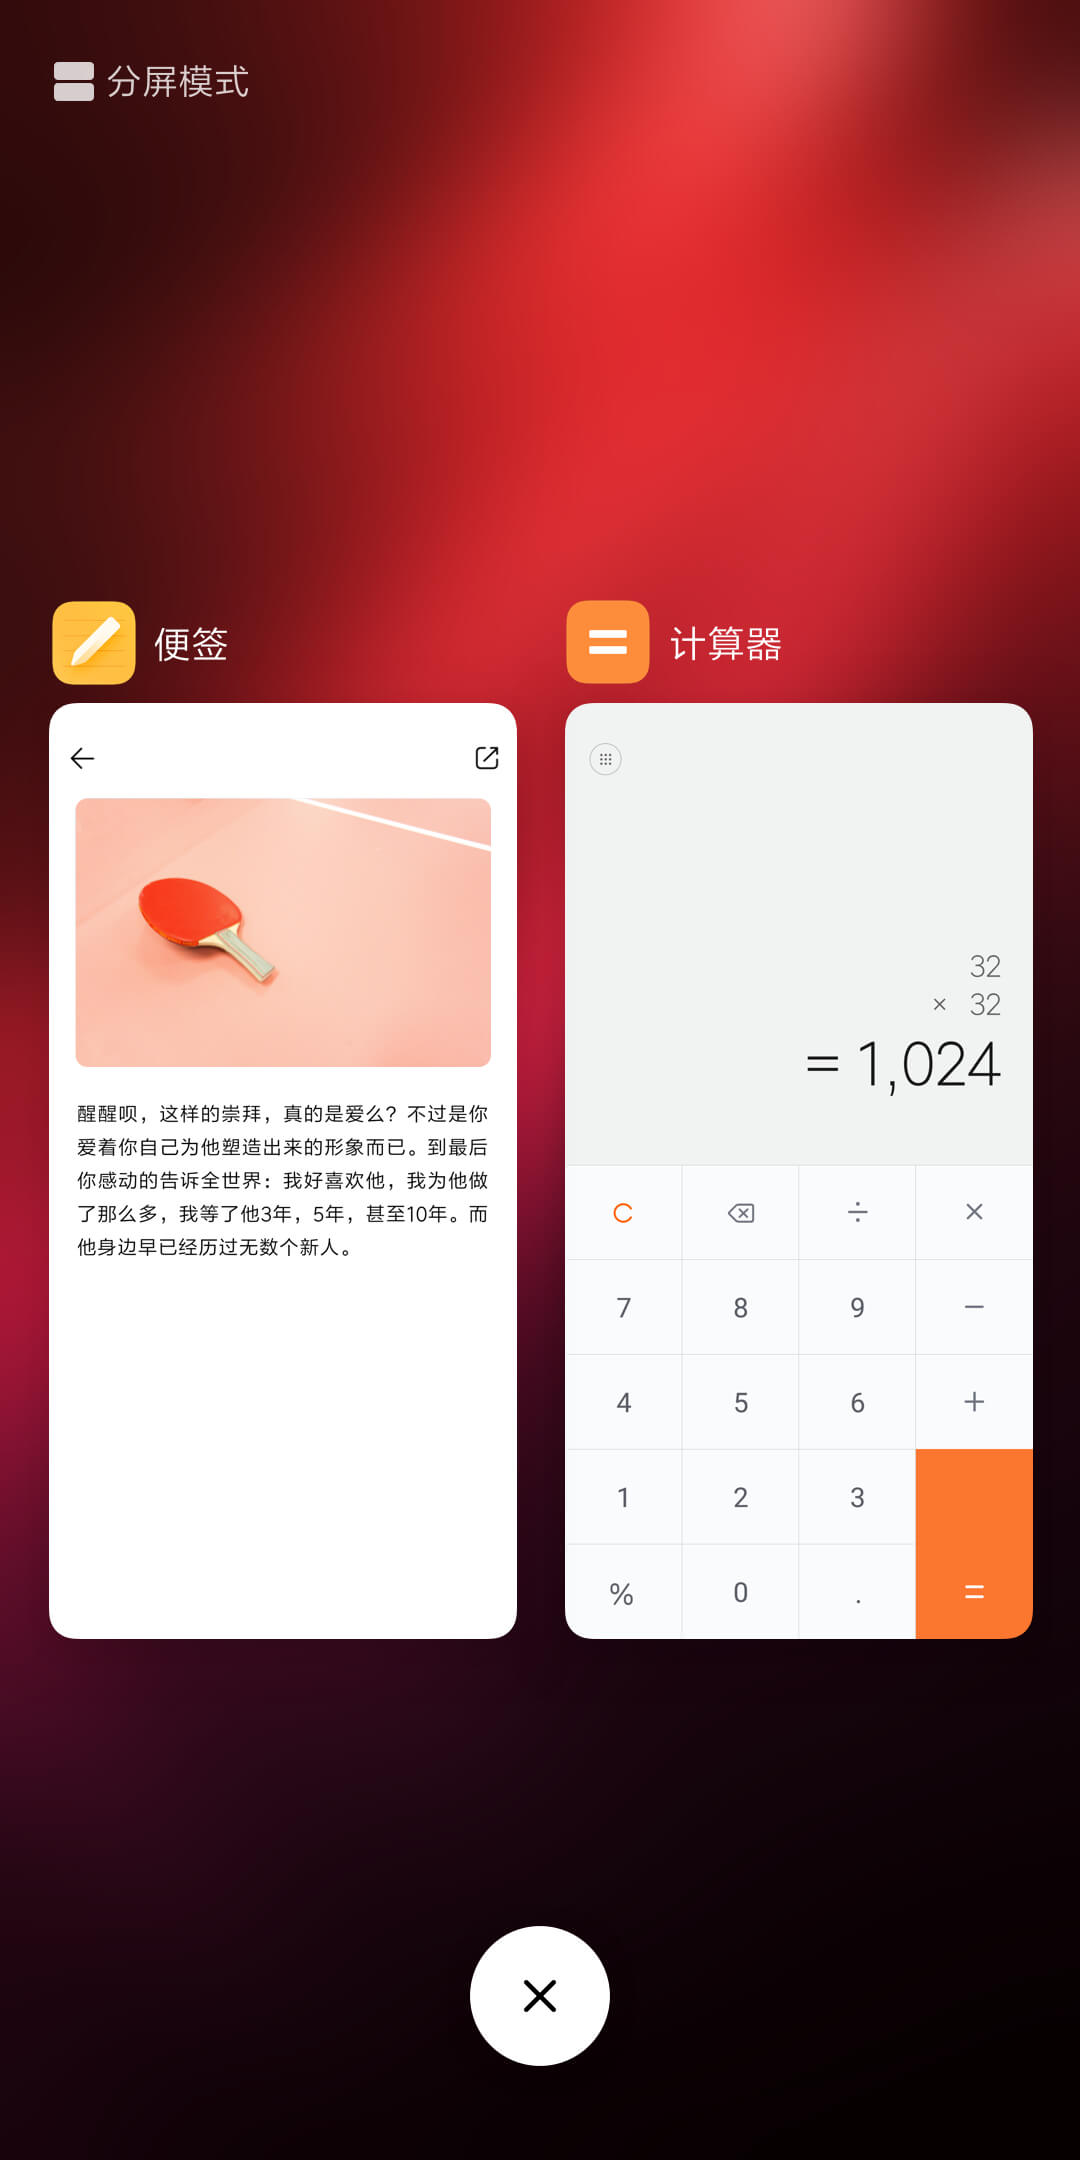 分屏模式
便签
计算器
醒醒呗，这样的崇拜，真的是爱么？不过是你
爱着你自己为他塑造出来的形象而已。到最后
你感动的告诉全世界：我好喜欢他，我为他做
了那么多，我等了他3年，5年，甚至10年。而
他身边早已经历过无数个新人。
32
× 32
= 1,024
C ÷ ×
7 8 9 −
4 5 6 +
1 2 3
% 0 . =